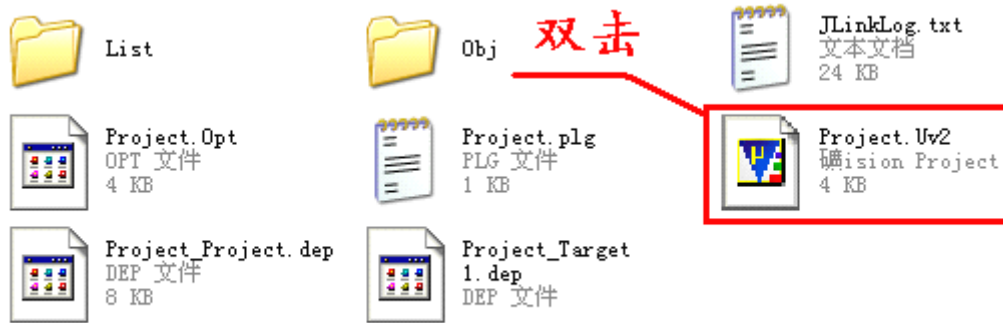 List
Obj
双击
JLinkLog.txt
文本文档
24 KB
Project.Opt
OPT 文件
4 KB
Project.plg
PLG 文件
1 KB
Project.Uv2
礦ision Project
4 KB
Project_Project.dep
DEP 文件
8 KB
Project_Target
1.dep
DEP 文件